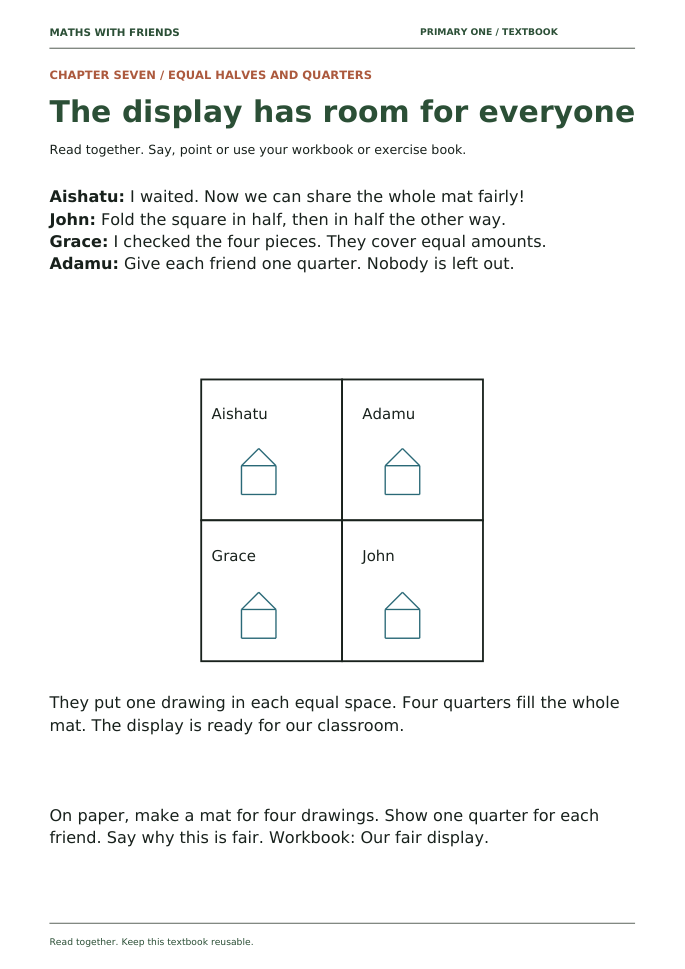 MATHS WITH FRIENDS
PRIMARY ONE / TEXTBOOK
CHAPTER SEVEN / EQUAL HALVES AND QUARTERS
The display has room for everyone
Read together. Say, point or use your workbook or exercise book.
Aishatu: I waited. Now we can share the whole mat fairly!
John: Fold the square in half, then in half the other way.
Grace: I checked the four pieces. They cover equal amounts.
Adamu: Give each friend one quarter. Nobody is left out.
Aishatu
Adamu
Grace
John
They put one drawing in each equal space. Four quarters fill the whole
mat. The display is ready for our classroom.
On paper, make a mat for four drawings. Show one quarter for each
friend. Say why this is fair. Workbook: Our fair display.
Read together. Keep this textbook reusable.